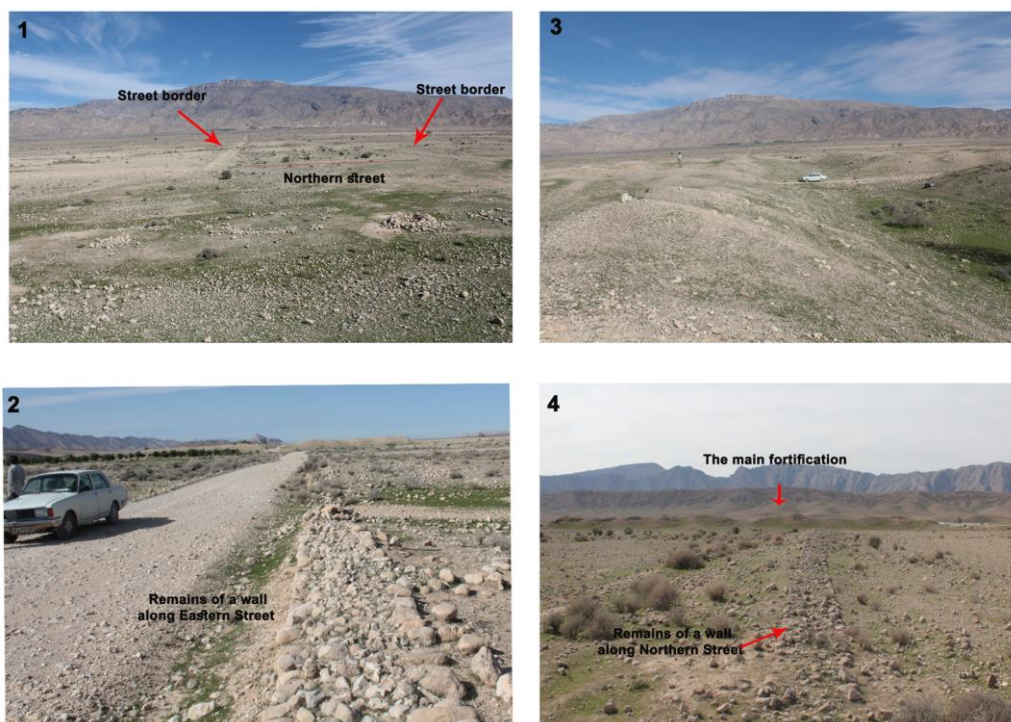 1
Street border
Street border
Northern street
2
Remains of a wall
along Eastern Street
3
4
The main fortification
Remains of a wall
along Northern Street